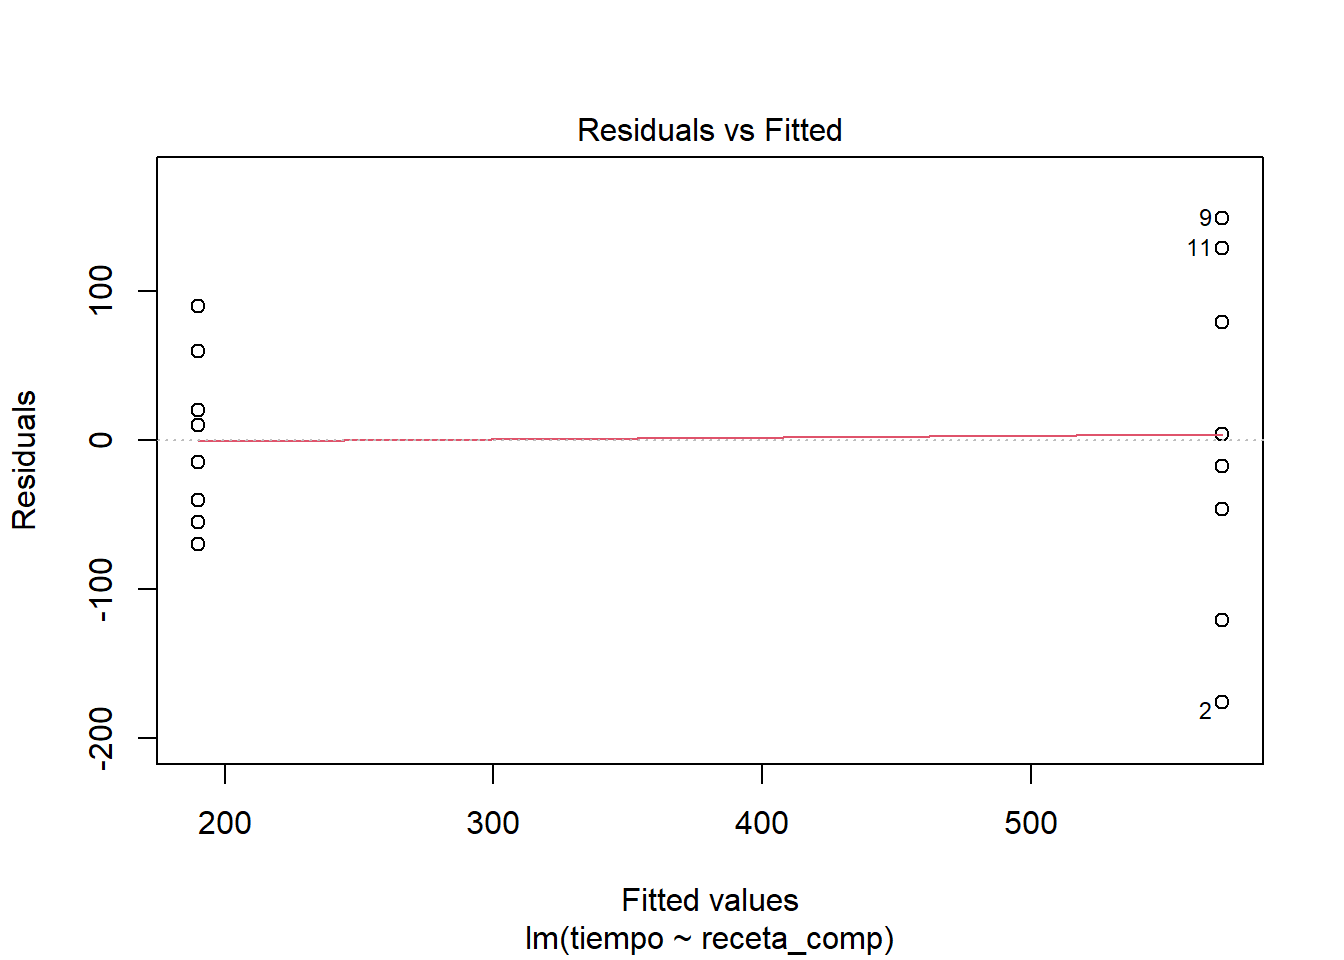 Residuals vs Fitted
Residuals
100
0
-100
-200
9
11
2
200 300 400 500
Fitted values
lm(tiempo ~ receta_comp)